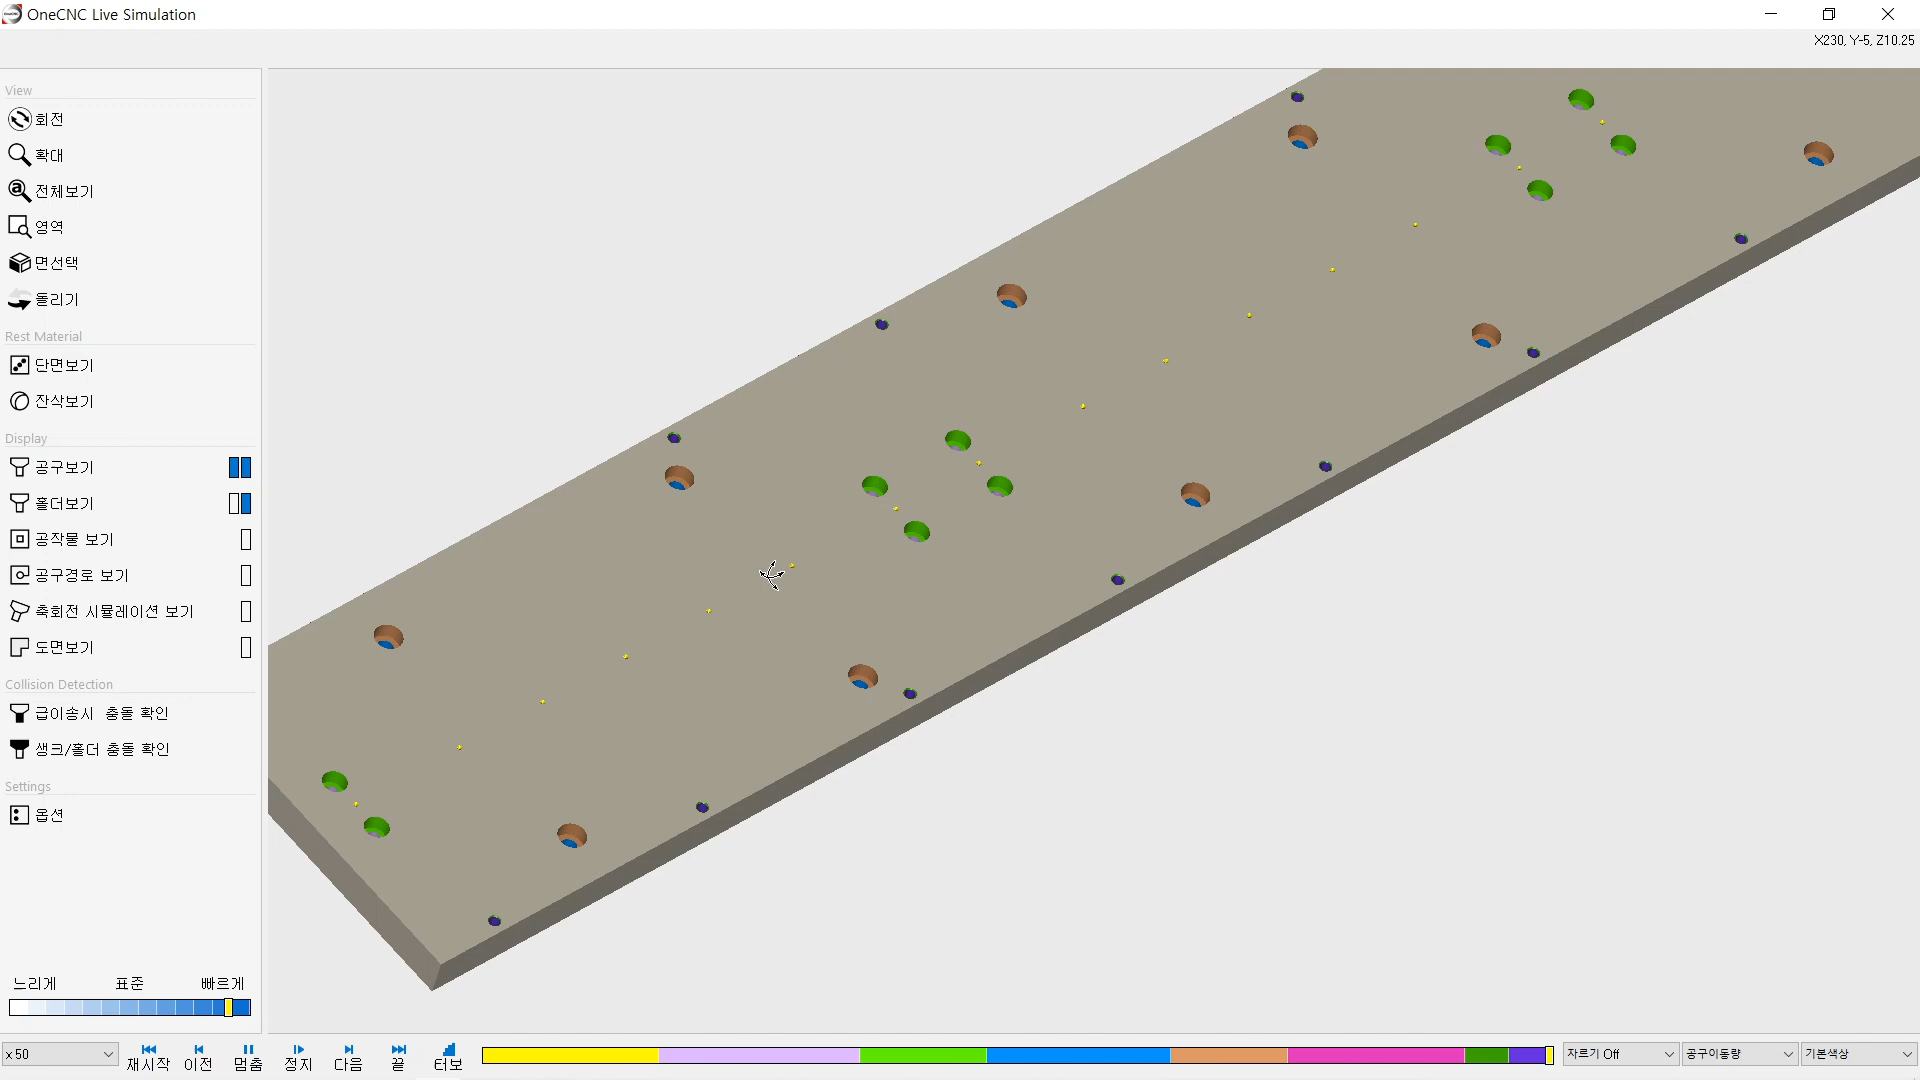 OneCNC Live Simulation
X230, Y-5, Z10.25
View
회전
확대
전체보기
영역
면선택
돌리기
Rest Material
단면보기
잔삭보기
Display
공구보기
홀더보기
공작물 보기
공구경로 보기
축회전 시뮬레이션 보기
도면보기
Collision Detection
급이송시 충돌 확인
생크/홀더 충돌 확인
Settings
옵션
느리게 표준 빠르게
x 50
재시작 이전 멈춤 정지 다음 끝 터보
자르기 Off
공구이동량
기본색상